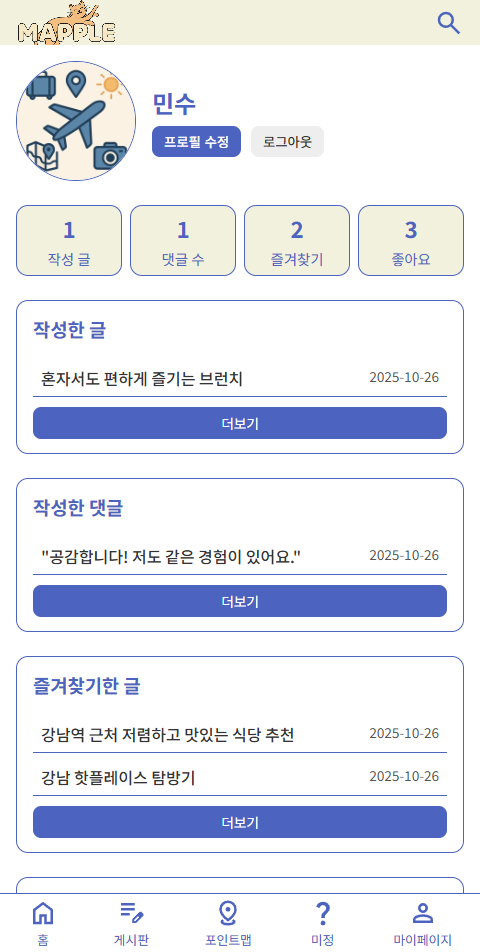 MAPPLE
민수
프로필 수정
로그아웃
1
작성 글
1
댓글 수
2
즐겨찾기
3
좋아요
작성한 글
혼자서도 편하게 즐기는 브런치 2025-10-26
더보기
작성한 댓글
"공감합니다! 저도 같은 경험이 있어요." 2025-10-26
더보기
즐겨찾기한 글
강남역 근처 저렴하고 맛있는 식당 추천 2025-10-26
강남 핫플레이스 탐방기 2025-10-26
더보기
홈
게시판
포인트맵
미정
마이페이지